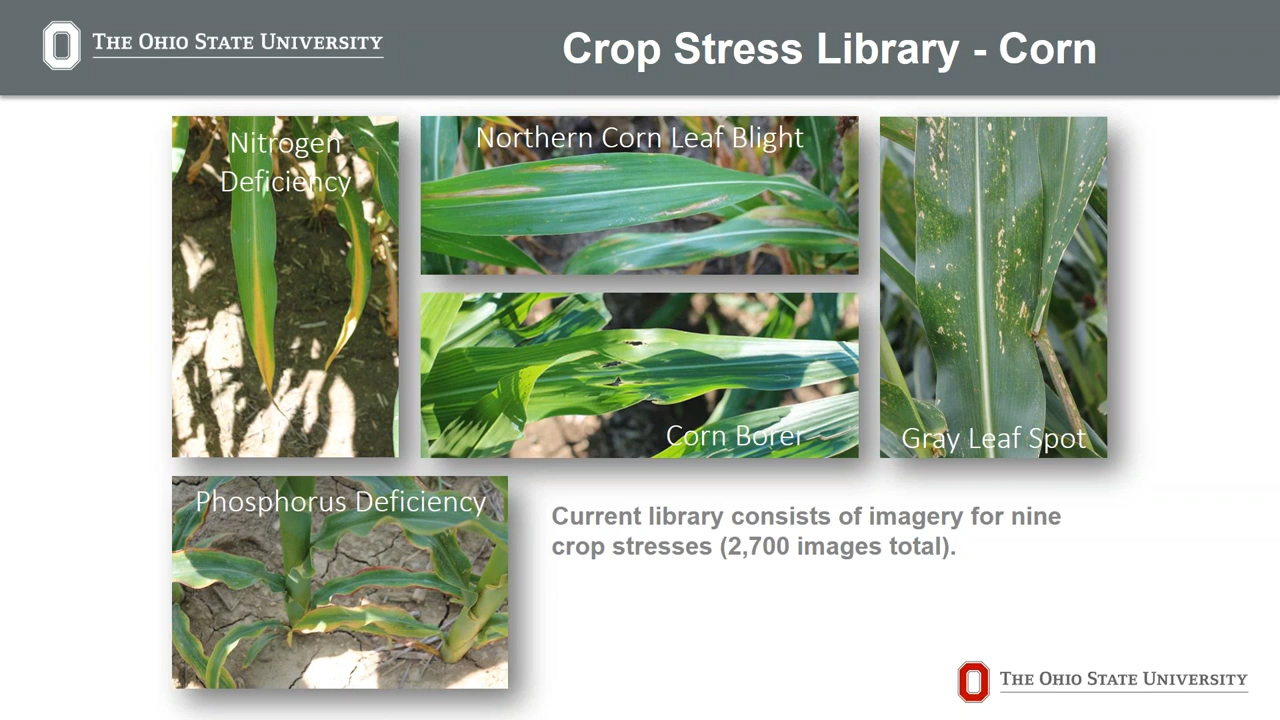 THE OHIO STATE UNIVERSITY
Crop Stress Library - Corn
Nitrogen
Deficiency
Northern Corn Leaf Blight
Corn Borer
Gray Leaf Spot
Phosphorus Deficiency
Current library consists of imagery for nine
crop stresses (2,700 images total).
THE OHIO STATE UNIVERSITY